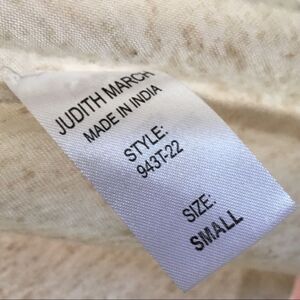 JUDITH MARCH
MADE IN INDIA
STYLE:
943T-22
SIZE:
SMALL